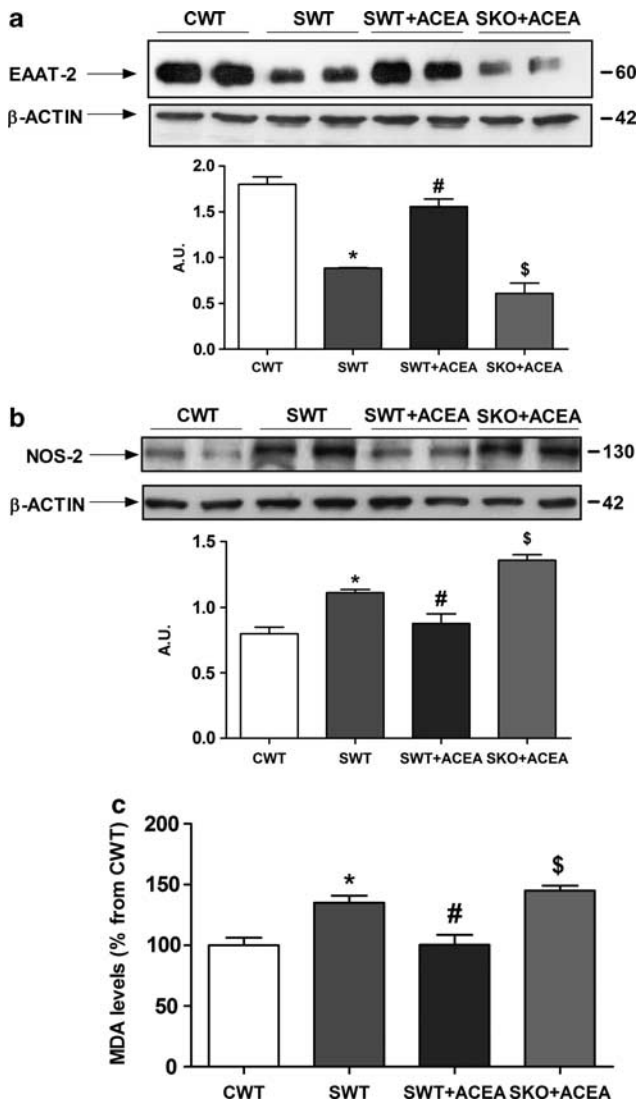 a
CWT SWT SWT+ACEA SKO+ACEA
EAAT-2 60
β-ACTIN 42
2.0
1.5
1.0
0.5
0.0
A.U.
* # $
CWT SWT SWT+ACEA SKO+ACEA
b
CWT SWT SWT+ACEA SKO+ACEA
NOS-2 130
β-ACTIN 42
1.5
1.0
0.5
0.0
A.U.
* # $
CWT SWT SWT+ACEA SKO+ACEA
c
MDA levels (% from CWT)
200
150
100
50
0
* # $
CWT SWT SWT+ACEA SKO+ACEA